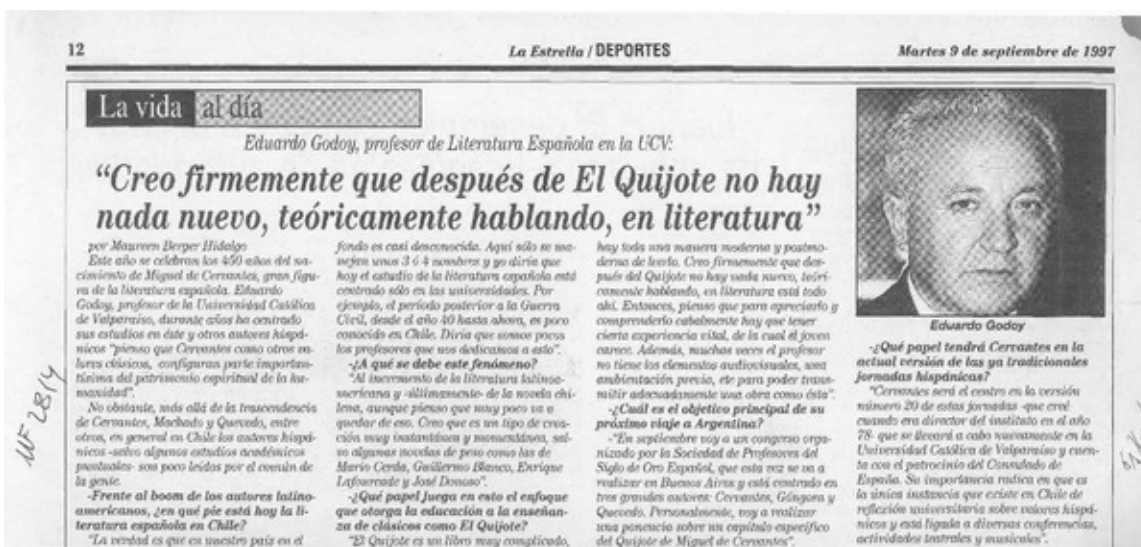 12
La Estrella / DEPORTES
Martes 9 de septiembre de 1997
La vida al día
Eduardo Godoy, profesor de Literatura Española en la UCV:
“Creo firmemente que después de El Quijote no hay
nada nuevo, teóricamente hablando, en literatura”
por Maureen Berper Hidalgo
Este año se celebran los 450 años del na-
cimiento de Miguel de Cervantes, gran figu-
ra de la literatura española. Eduardo
Godoy, profesor de la Universidad Católica
de Valparaíso, durante años ha centrado
sus estudios en éste y otros autores hispá-
nicos "pienso que Cervantes como otros va-
lores clásicos, configuran parte importan-
tísima del patrimonio espiritual de la hu-
manidad".
No obstante, más allá de la trascendencia
de Cervantes, Machado y Quevedo, entre
otros, en general en Chile los autores hispá-
nicos -salvo algunos estudios académicos
puntuales- son poco leídos por el común de
la gente.
-Frente al boom de los autores latino-
americanos, ¿en qué pie está hoy la li-
teratura española en Chile?
"La verdad es que en nuestro país en el
fondo es casi desconocida. Aquí sólo se ma-
nejan unos 3 ó 4 nombres y yo diría que
hoy el estudio de la literatura española está
centrado sólo en las universidades. Por
ejemplo, el período posterior a la Guerra
Civil, desde el año 40 hasta ahora, es poco
conocido en Chile. Diría que somos pocos
los profesores que nos dedicamos a esto".
-¿A qué se debe este fenómeno?
"Al incremento de la literatura latinoa-
mericana y -últimamente- de la novela chi-
lena, aunque pienso que muy poco va a
quedar de eso. Creo que es un tipo de crea-
ción muy instantánea y momentánea, sal-
vo algunas novelas de peso como las de
Mario Cerda, Guillermo Blanco, Enrique
Lafourcade y José Donoso".
-¿Qué papel juega en esto el enfoque
que otorga la educación a la enseñan-
za de clásicos como El Quijote?
"El Quijote es un libro muy complicado,
hay toda una manera moderna y postmo-
derna de leerlo. Creo firmemente que des-
pués del Quijote no hay nada nuevo, teóri-
camente hablando, en literatura está todo
ahí. Entonces, pienso que para apreciarlo y
comprenderlo cabalmente hay que tener
cierta experiencia vital, de la cual el joven
carece. Además, muchas veces el profesor
no tiene los elementos audiovisuales, una
ambientación previa, etc para poder trans-
mitir adecuadamente una obra como ésta".
-¿Cuál es el objetivo principal de su
próximo viaje a Argentina?
-"En septiembre voy a un congreso orga-
nizado por la Sociedad de Profesores del
Siglo de Oro Español, que esta vez se va a
realizar en Buenos Aires y está centrado en
tres grandes autores: Cervantes, Góngora y
Quevedo. Personalmente, voy a realizar
una ponencia sobre un capítulo específico
del Quijote de Miguel de Cervantes".
Eduardo Godoy
-¿Qué papel tendrá Cervantes en la
actual versión de las ya tradicionales
jornadas hispánicas?
"Cervantes será el centro en la versión
número 20 de estas jornadas -que creé
cuando era director del instituto en el año
78- que se llevará a cabo nuevamente en la
Universidad Católica de Valparaíso y cuen-
ta con el patrocinio del Consulado de
España. Su importancia radica en que es
la única instancia que existe en Chile de
reflexión universitaria sobre valores hispá-
nicos y está ligada a diversas conferencias,
actividades teatrales y musicales".